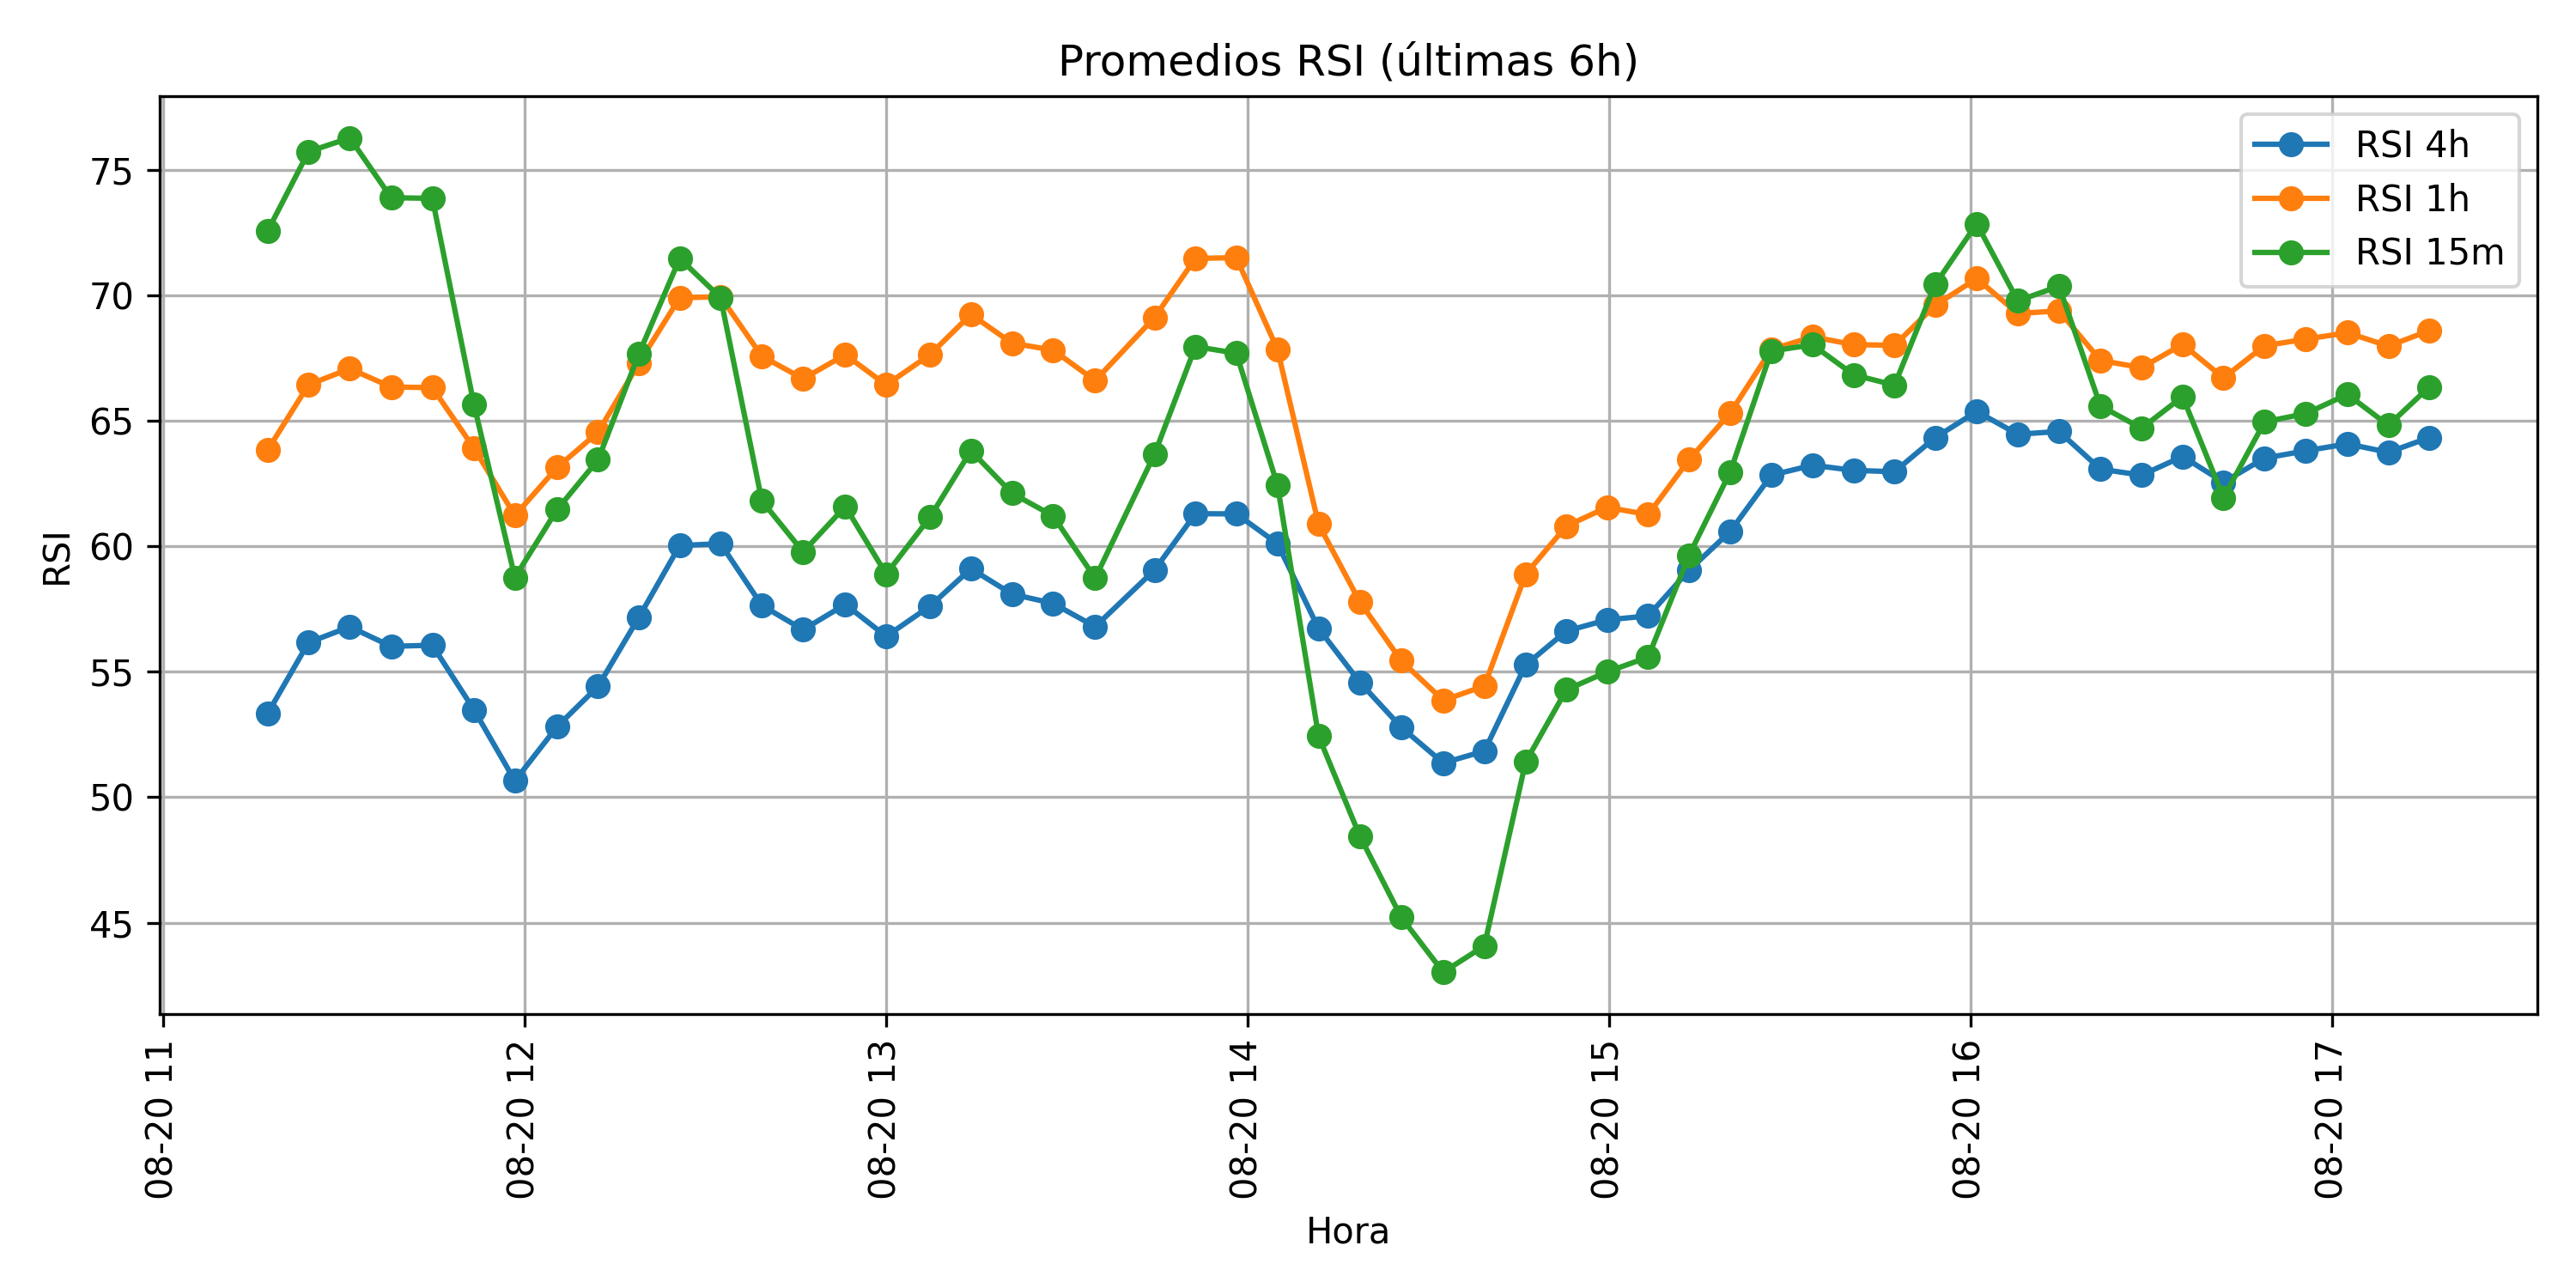 Promedios RSI (últimas 6h)
RSI 4h
RSI 1h
RSI 15m
RSI
75
70
65
60
55
50
45
08-20 11
08-20 12
08-20 13
08-20 14
08-20 15
08-20 16
08-20 17
Hora